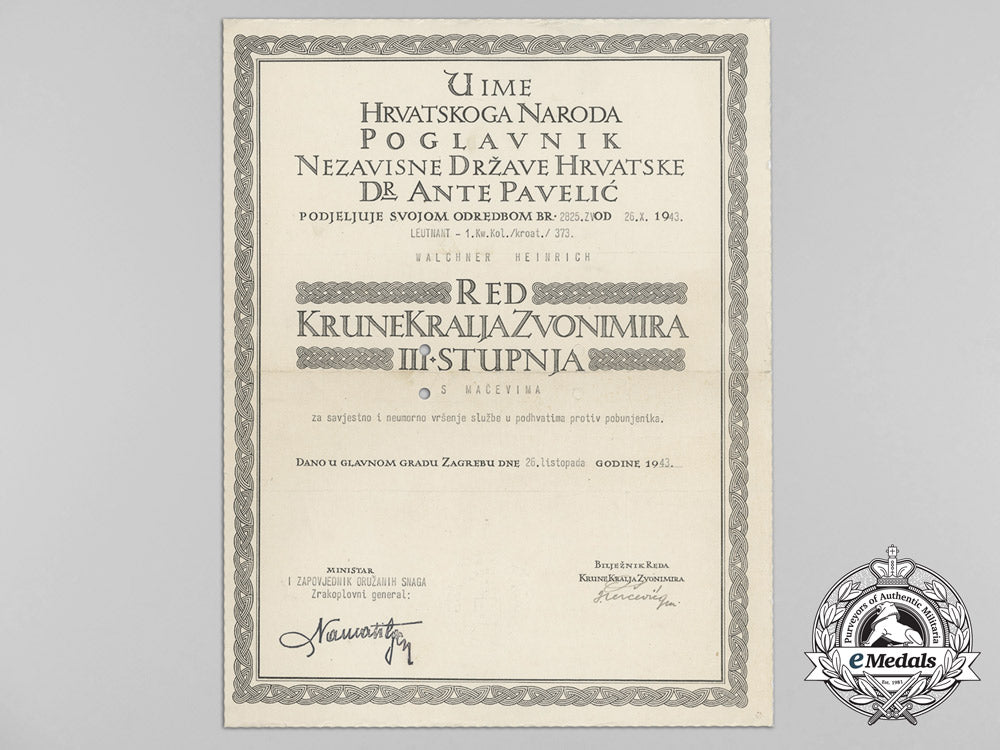 U IME
HRVATSKOGA NARODA
POGLAVNIK
NEZAVISNE DRŽAVE HRVATSKE
DR ANTE PAVELIĆ
PODJELJUJE SVOJOM ODREDBOM BR. 2825.ZV OD 26.X. 1943.
LEUTNANT - 1.Kw.Kol./kroat./ 373.
WALCHNER HEINRICH
RED
KRUNE KRALJA ZVONIMIRA
III·STUPNJA
S MAČEVIMA
za savjestno i neumorno vršenje službe u podhvatima protiv pobunjenika.
DANO U GLAVNOM GRADU ZAGREBU DNE 26.listopada GODINE 1943.
MINISTAR
I ZAPOVJEDNIK ORUŽANIH SNAGA
Zrakoplovni general:
BILJEŽNIK REDA
KRUNE KRALJA ZVONIMIRA
Purveyors of Authentic Militaria
eMedals
Est. 1981